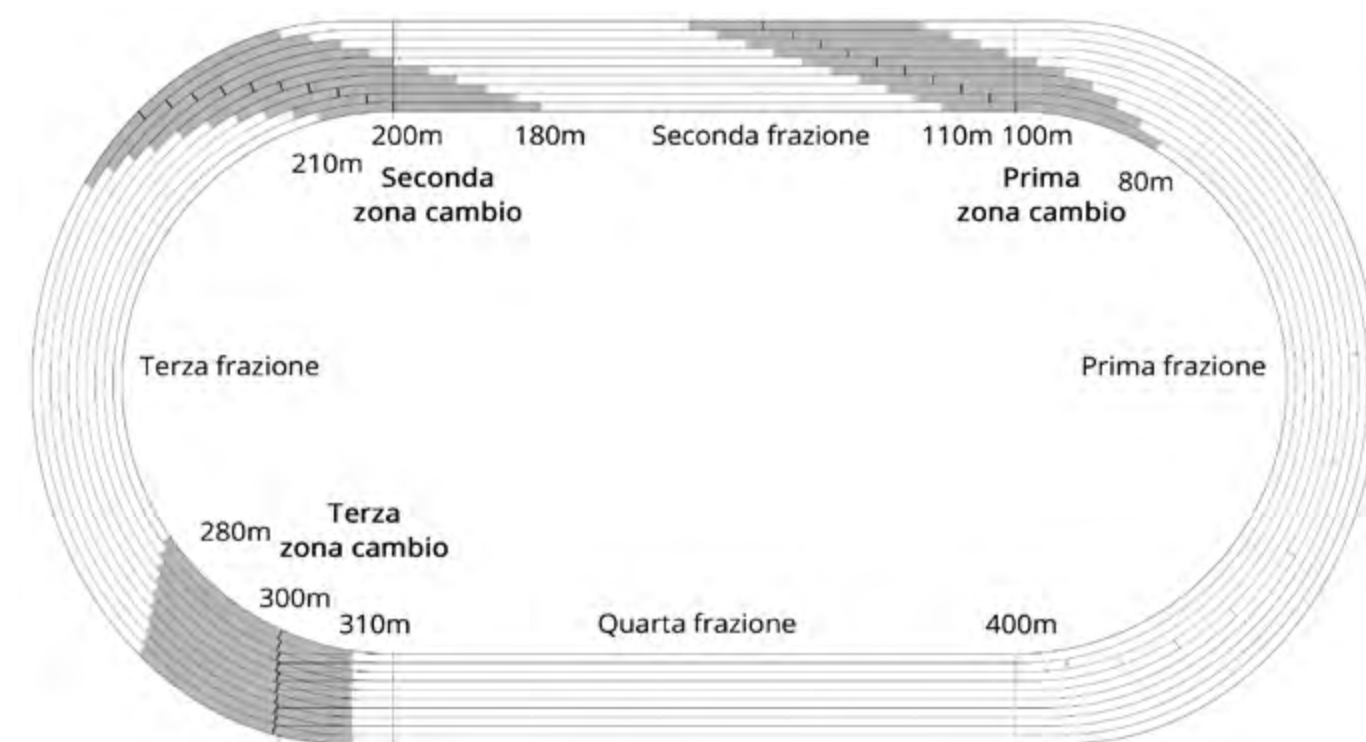 200m 180m Seconda frazione 110m 100m
210m Seconda
zona cambio
Prima
zona cambio
80m
Terza frazione
Prima frazione
280m
Terza
zona cambio
300m
310m
Quarta frazione
400m